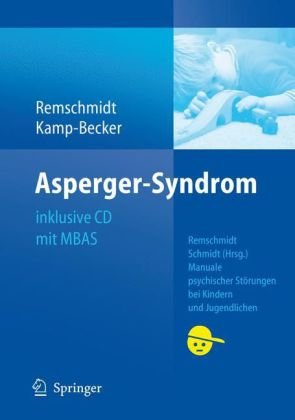 Remschmidt
Kamp-Becker
Asperger-Syndrom
inklusive CD
mit MBAS
Remschmidt
Schmidt (Hrsg.)
Manuale
psychischer Störungen
bei Kindern
und Jugendlichen
Springer